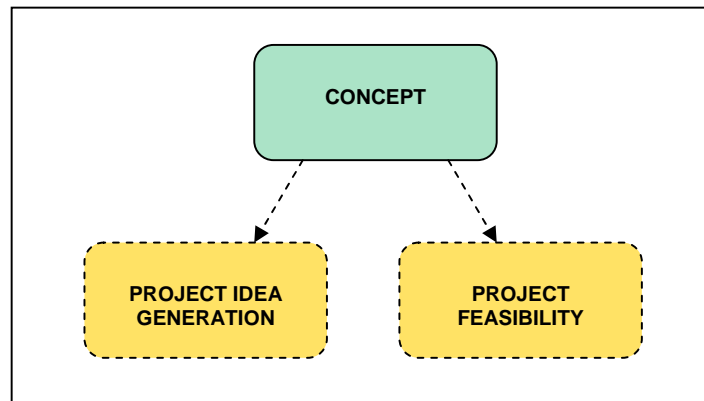 CONCEPT
PROJECT IDEA
GENERATION
PROJECT
FEASIBILITY